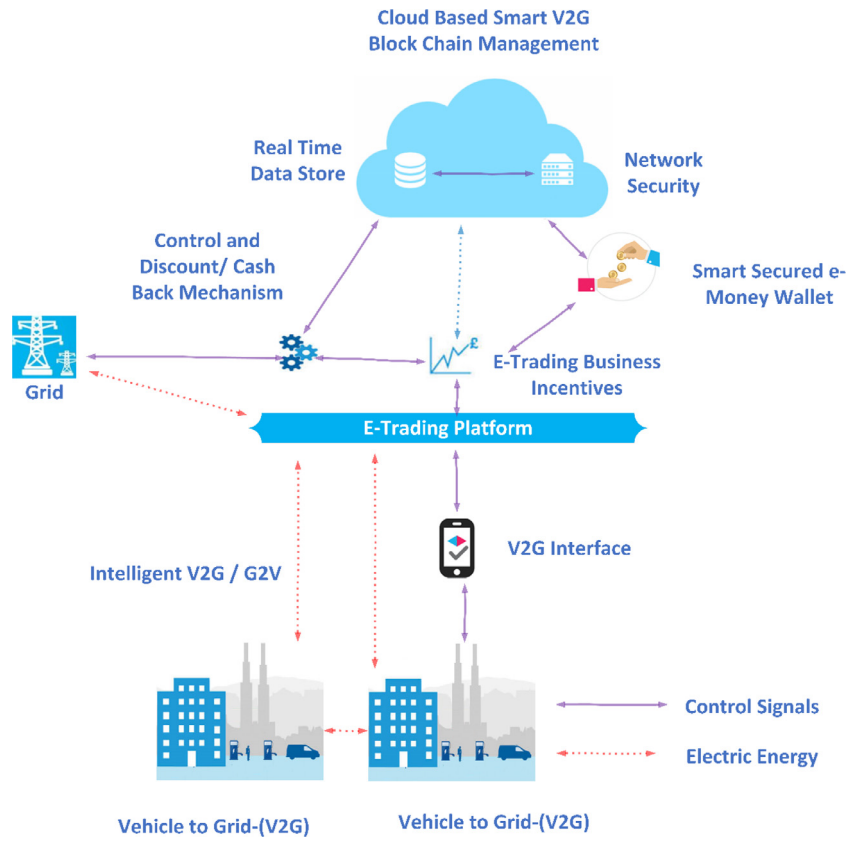 Cloud Based Smart V2G
Block Chain Management
Real Time
Data Store
Network
Security
Control and
Discount/ Cash
Back Mechanism
Smart Secured e-
Money Wallet
£
E-Trading Business
Incentives
Grid
E-Trading Platform
V2G Interface
Intelligent V2G / G2V
Control Signals
Electric Energy
Vehicle to Grid-(V2G)
Vehicle to Grid-(V2G)